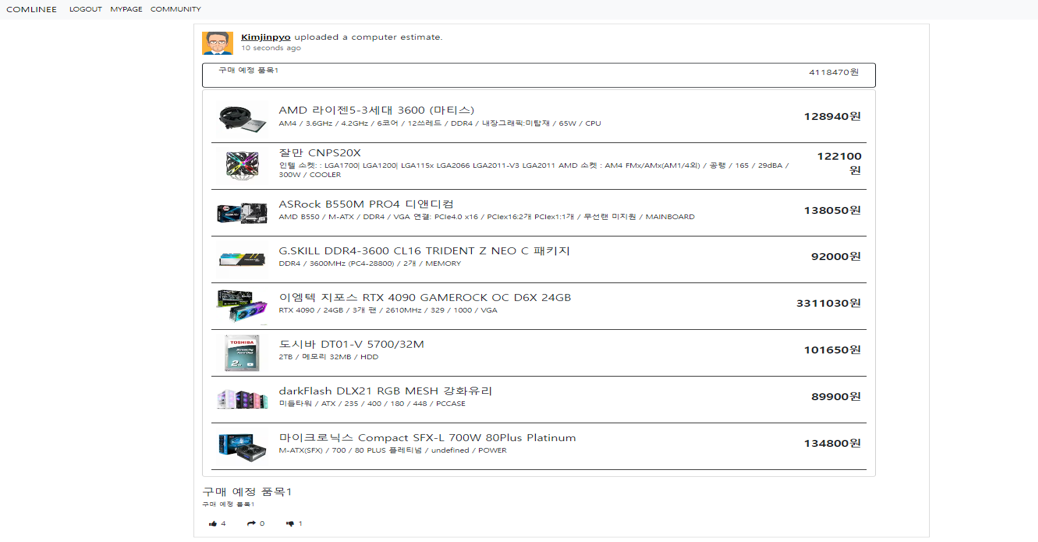 COMLINEE LOGOUT MYPAGE COMMUNITY
Kimjinpyo uploaded a computer estimate.
10 seconds ago
구매 예정 품목1 4118470원
AMD 라이젠5-3세대 3600 (마티스)
AM4 / 3.6GHz / 4.2GHz / 6코어 / 12쓰레드 / DDR4 / 내장그래픽:미탑재 / 65W / CPU
128940원
잘만 CNPS20X
인텔 소켓: : LGA1700| LGA1200| LGA115x LGA2066 LGA2011-V3 LGA2011 AMD 소켓 : AM4 FMx/AMx(AM1/4외) / 공랭 / 165 / 29dBA /
300W / COOLER
122100
원
ASRock B550M PRO4 디앤디컴
AMD B550 / M-ATX / DDR4 / VGA 연결: PCIe4.0 x16 / PCIex16:2개 PCIex1:1개 / 무선랜 미지원 / MAINBOARD
138050원
G.SKILL DDR4-3600 CL16 TRIDENT Z NEO C 패키지
DDR4 / 3600MHz (PC4-28800) / 2개 / MEMORY
92000원
이엠텍 지포스 RTX 4090 GAMEROCK OC D6X 24GB
RTX 4090 / 24GB / 3개 팬 / 2610MHz / 329 / 1000 / VGA
3311030원
TOSHIBA
도시바 DT01-V 5700/32M
2TB / 메모리 32MB / HDD
101650원
darkFlash DLX21 RGB MESH 강화유리
미들타워 / ATX / 235 / 400 / 180 / 448 / PCCASE
89900원
마이크로닉스 Compact SFX-L 700W 80Plus Platinum
M-ATX(SFX) / 700 / 80 PLUS 플레티넘 / undefined / POWER
134800원
구매 예정 품목1
구매 예정 품목1
4 0 1